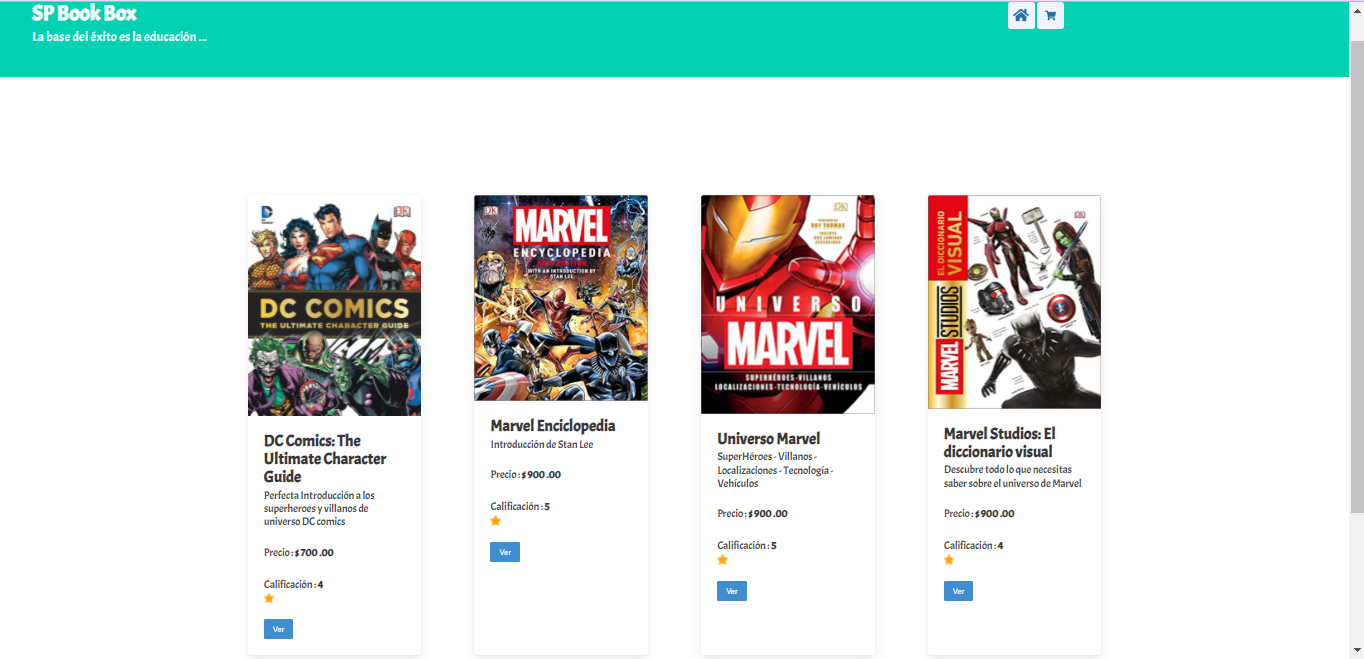 SP Book Box
La base del éxito es la educación ...
DC COMICS
THE ULTIMATE CHARACTER GUIDE
DC Comics: The
Ultimate Character
Guide
Perfecta Introducción a los
superheroes y villanos de
universo DC comics
Precio : $700 .00
Calificación : 4
Ver
DK
MARVEL
ENCYCLOPEDIA
NEW EDITION
WITH AN INTRODUCTION BY
STAN LEE
Marvel Enciclopedia
Introducción de Stan Lee
Precio : $900 .00
Calificación : 5
Ver
DK
ROY THOMAS
UNIVERSO
MARVEL
SUPERHÉROES·VILLANOS
LOCALIZACIONES·TECNOLOGÍA·VEHÍCULOS
Universo Marvel
SuperHéroes - Villanos -
Localizaciones - Tecnología -
Vehículos
Precio : $900 .00
Calificación : 5
Ver
DK
EL DICCIONARIO
VISUAL
MARVEL STUDIOS
Marvel Studios: El
diccionario visual
Descubre todo lo que necesitas
saber sobre el universo de Marvel
Precio : $900 .00
Calificación : 4
Ver